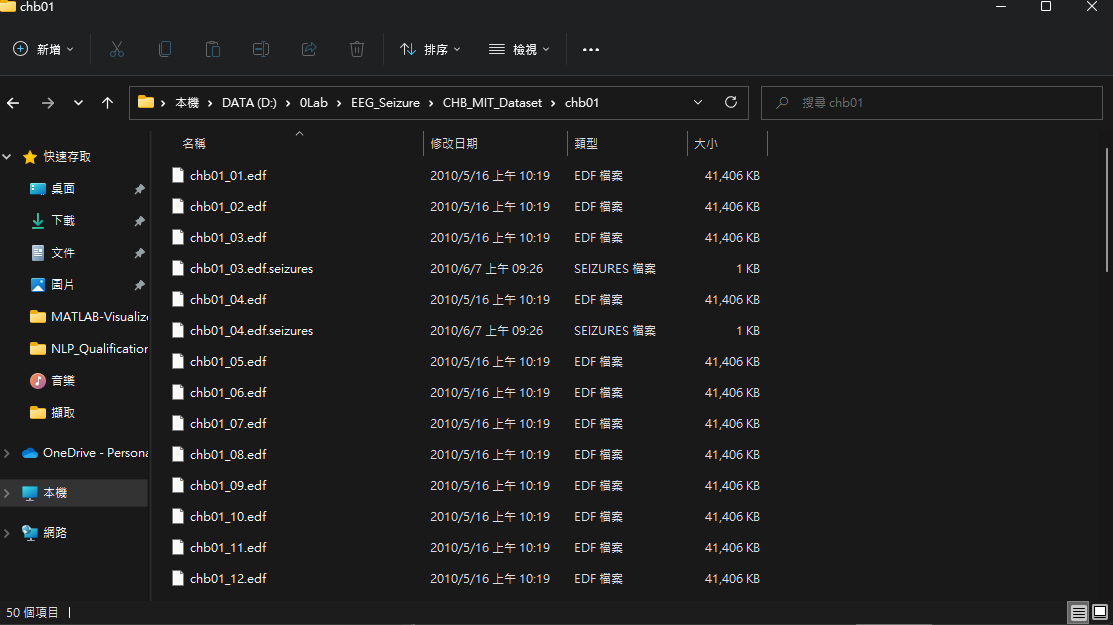 chb01
新增
排序
檢視
本機 DATA (D:) 0Lab EEG_Seizure CHB_MIT_Dataset chb01
搜尋 chb01
快速存取
桌面
下載
文件
圖片
MATLAB-Visualiz
NLP_Qualification
音樂
擷取
OneDrive - Persona
本機
網路
名稱 修改日期 類型 大小
chb01_01.edf 2010/5/16 上午 10:19 EDF 檔案 41,406 KB
chb01_02.edf 2010/5/16 上午 10:19 EDF 檔案 41,406 KB
chb01_03.edf 2010/5/16 上午 10:19 EDF 檔案 41,406 KB
chb01_03.edf.seizures 2010/6/7 上午 09:26 SEIZURES 檔案 1 KB
chb01_04.edf 2010/5/16 上午 10:19 EDF 檔案 41,406 KB
chb01_04.edf.seizures 2010/6/7 上午 09:26 SEIZURES 檔案 1 KB
chb01_05.edf 2010/5/16 上午 10:19 EDF 檔案 41,406 KB
chb01_06.edf 2010/5/16 上午 10:19 EDF 檔案 41,406 KB
chb01_07.edf 2010/5/16 上午 10:19 EDF 檔案 41,406 KB
chb01_08.edf 2010/5/16 上午 10:19 EDF 檔案 41,406 KB
chb01_09.edf 2010/5/16 上午 10:19 EDF 檔案 41,406 KB
chb01_10.edf 2010/5/16 上午 10:19 EDF 檔案 41,406 KB
chb01_11.edf 2010/5/16 上午 10:19 EDF 檔案 41,406 KB
chb01_12.edf 2010/5/16 上午 10:19 EDF 檔案 41,406 KB
50 個項目